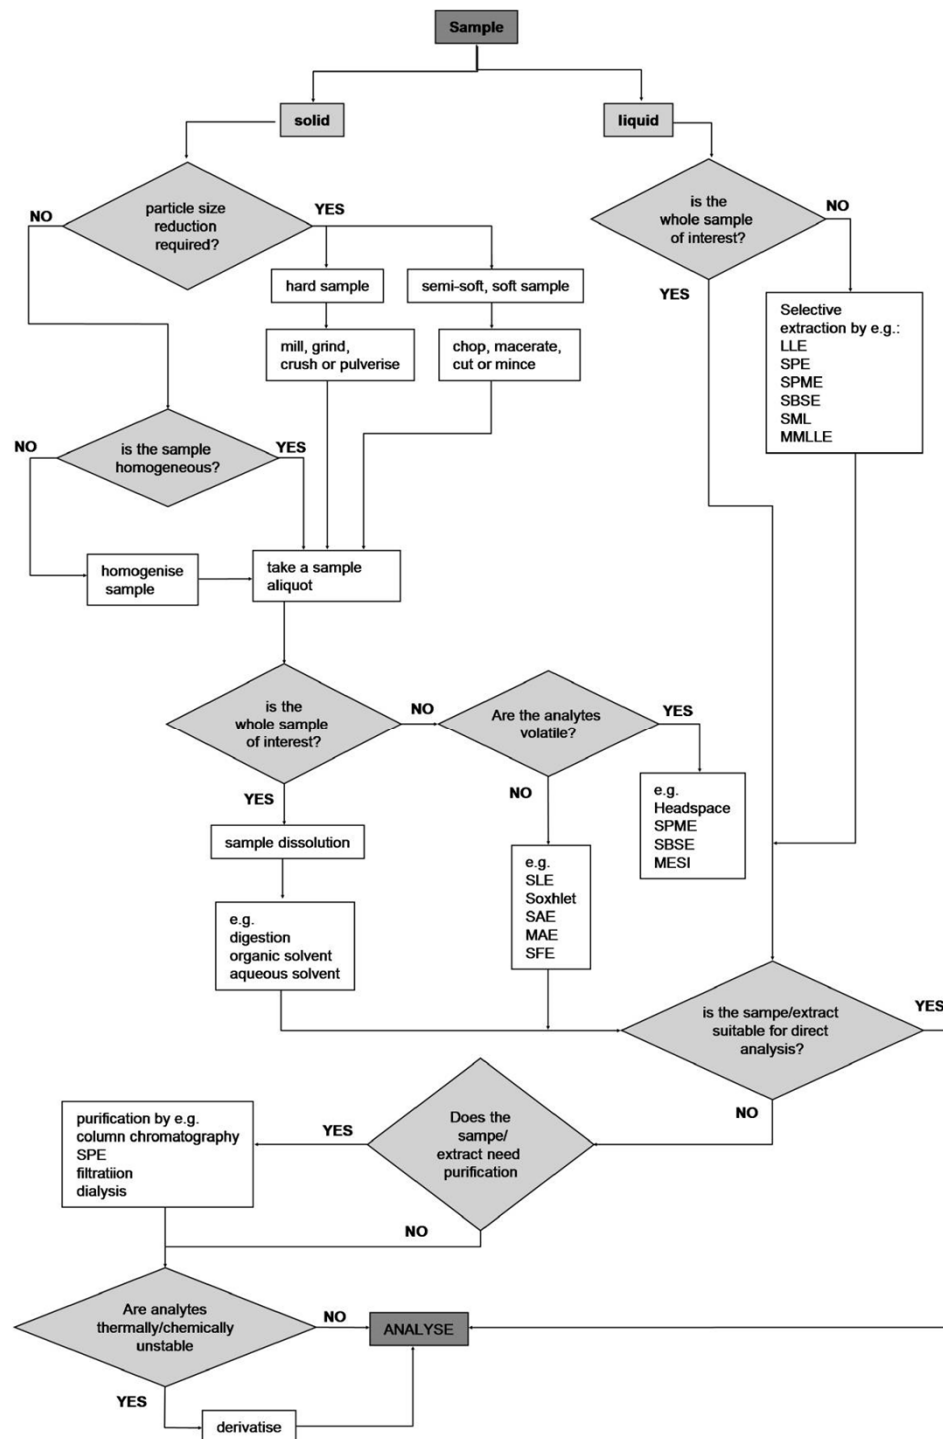 Sample
solid
liquid
particle size
reduction
required?
NO
YES
is the
whole sample
of interest?
NO
YES
hard sample
semi-soft, soft sample
mill, grind,
crush or pulverise
chop, macerate,
cut or mince
Selective
extraction by e.g.:
LLE
SPE
SPME
SBSE
SML
MMLLE
is the sample
homogeneous?
NO
YES
homogenise
sample
take a sample
aliquot
is the
whole sample
of interest?
NO
YES
Are the analytes
volatile?
YES
NO
sample dissolution
e.g.
digestion
organic solvent
aqueous solvent
e.g.
SLE
Soxhlet
SAE
MAE
SFE
e.g.
Headspace
SPME
SBSE
MESI
is the sampe/extract
suitable for direct
analysis?
YES
NO
Does the
sampe/
extract need
purification
YES
NO
purification by e.g.
column chromatography
SPE
filtratiion
dialysis
Are analytes
thermally/chemically
unstable
NO
YES
ANALYSE
derivatise